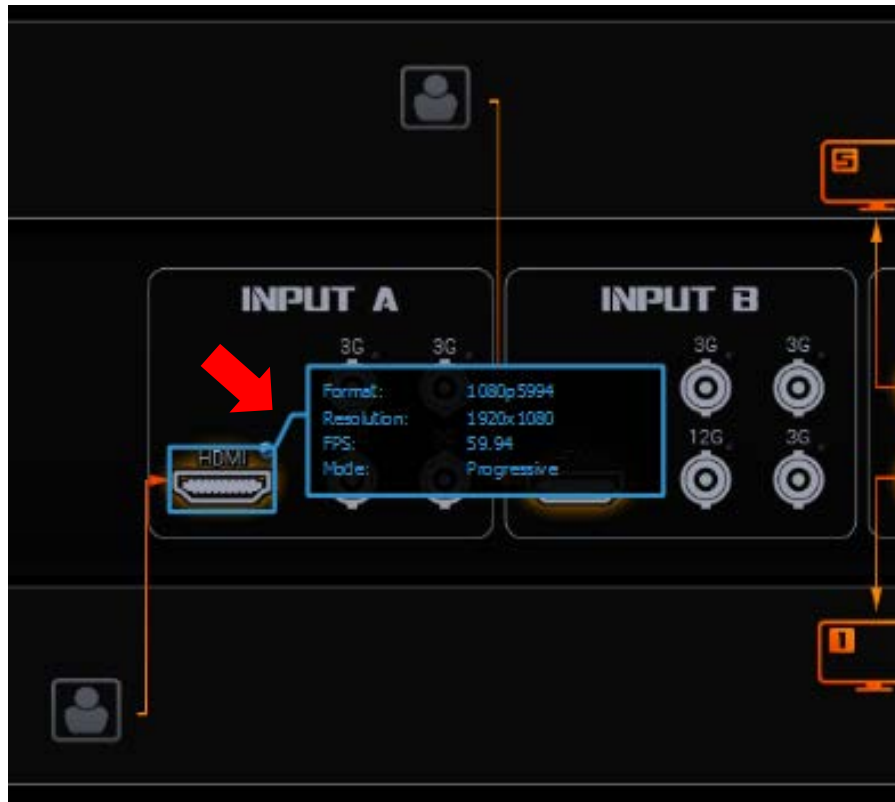 5
INPUT A
INPUT B
3G 3G
3G 3G
Format: 1080p5994
Resolution: 1920x1080
FPS: 59.94
Mode: Progressive
12G 3G
HDMI
1